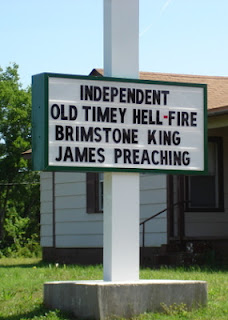 INDEPENDENT
OLD TIMEY HELL-FIRE
BRIMSTONE KING
JAMES PREACHING